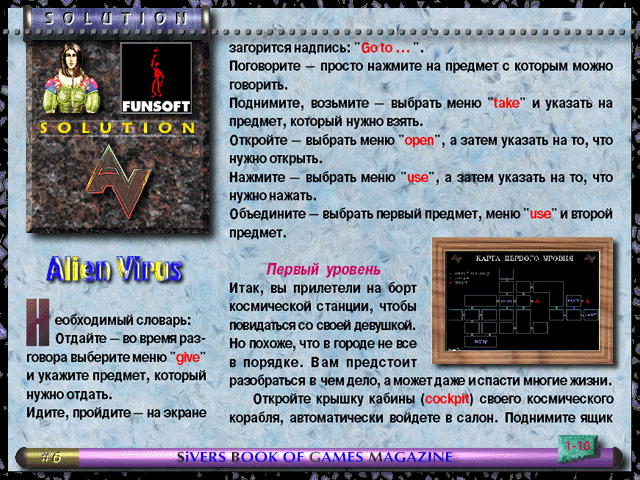 SOLUTION
FUNSOFT
SOLUTION
AV
Alien Virus
Необходимый словарь:
Отдайте – во время раз-
говора выберите меню "give"
и укажите предмет, который
нужно отдать.
Идите, пройдите – на экране
загорится надпись: "Go to ... ".
Поговорите – просто нажмите на предмет с которым можно
говорить.
Поднимите, возьмите – выбрать меню "take" и указать на
предмет, который нужно взять.
Откройте – выбрать меню "open", а затем указать на то, что
нужно открыть.
Нажмите – выбрать меню "use", а затем указать на то, что
нужно нажать.
Объедините – выбрать первый предмет, меню "use" и второй
предмет.
Первый уровень
Итак, вы прилетели на борт
космической станции, чтобы
повидаться со своей девушкой.
Но похоже, что в городе не все
в порядке. Вам предстоит
разобраться в чем дело, а может даже и спасти многие жизни.
Откройте крышку кабины (cockpit) своего космического
корабля, автоматически войдете в салон. Поднимите ящик
КАРТА ПЕРВОГО УРОВНЯ
#6
SIVERS BOOK OF GAMES MAGAZINE
1-10